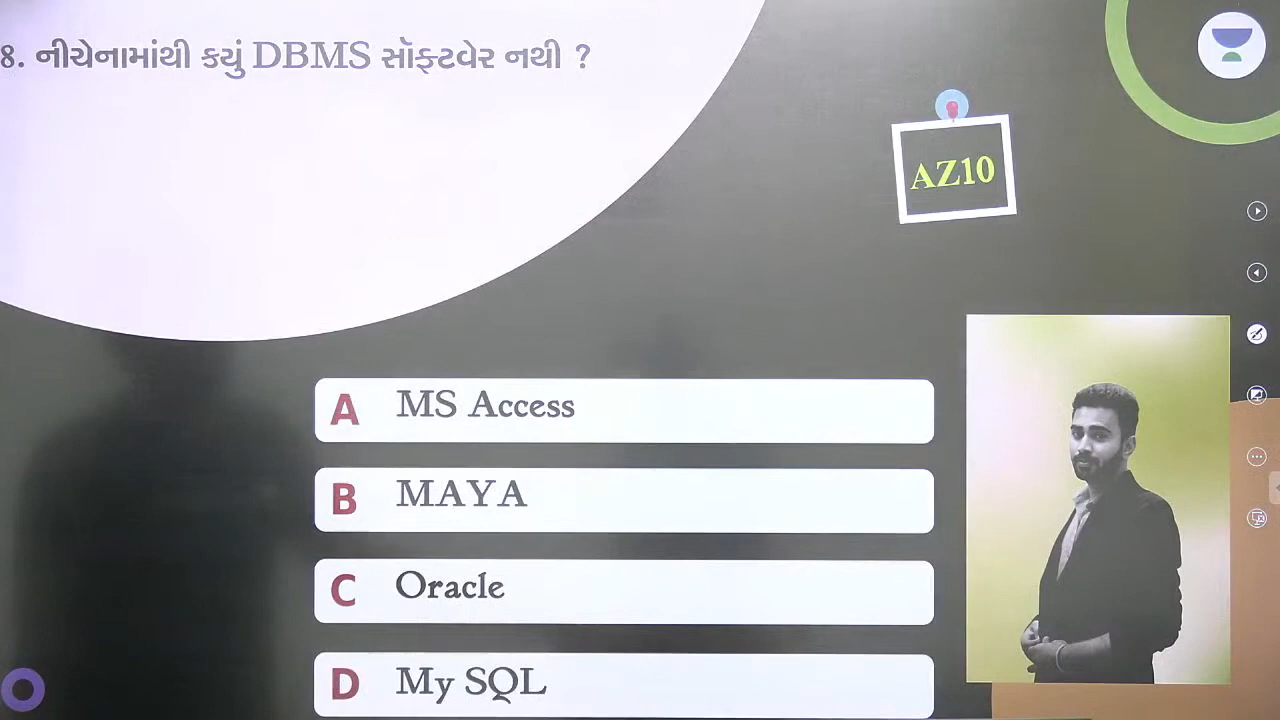 8. નીચેનામાંથી કયું DBMS સૉફ્ટવેર નથી ?
AZ10
A MS Access
B MAYA
C Oracle
D My SQL